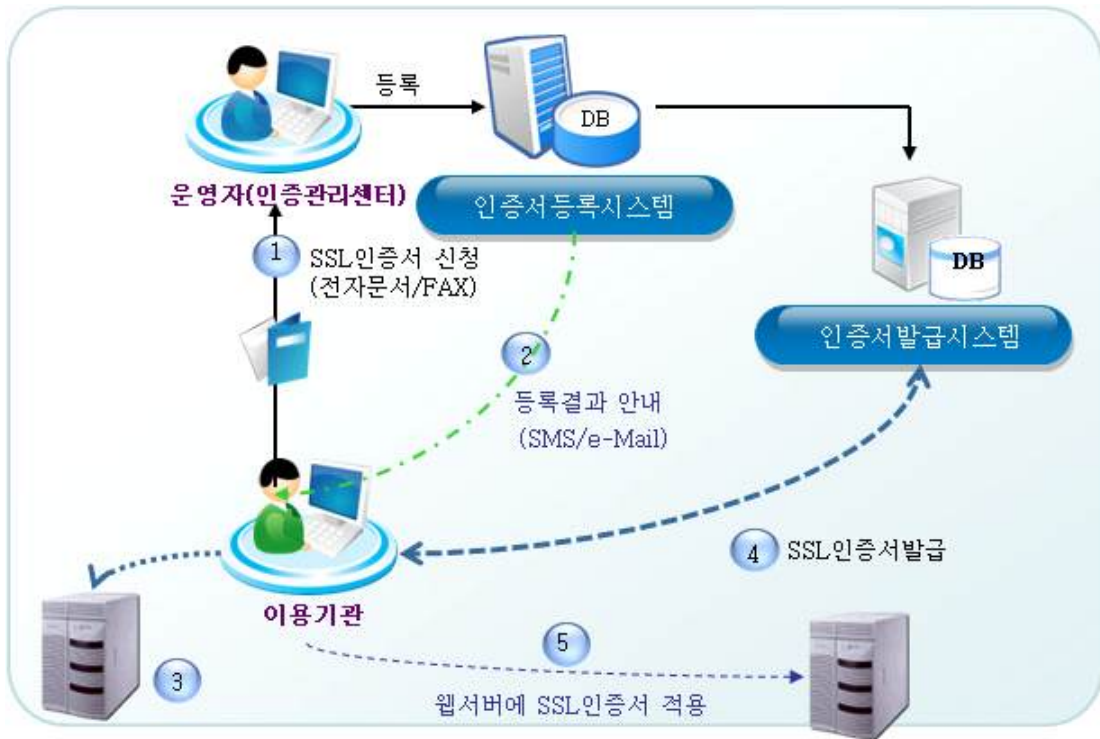 등록
DB
운영자(인증관리센터)
인증서등록시스템
1
SSL인증서 신청
(전자문서/FAX)
DB
인증서발급시스템
2
등록결과 안내
(SMS/e-Mail)
4
SSL인증서발급
이용기관
3
5
웹서버에 SSL인증서 적용